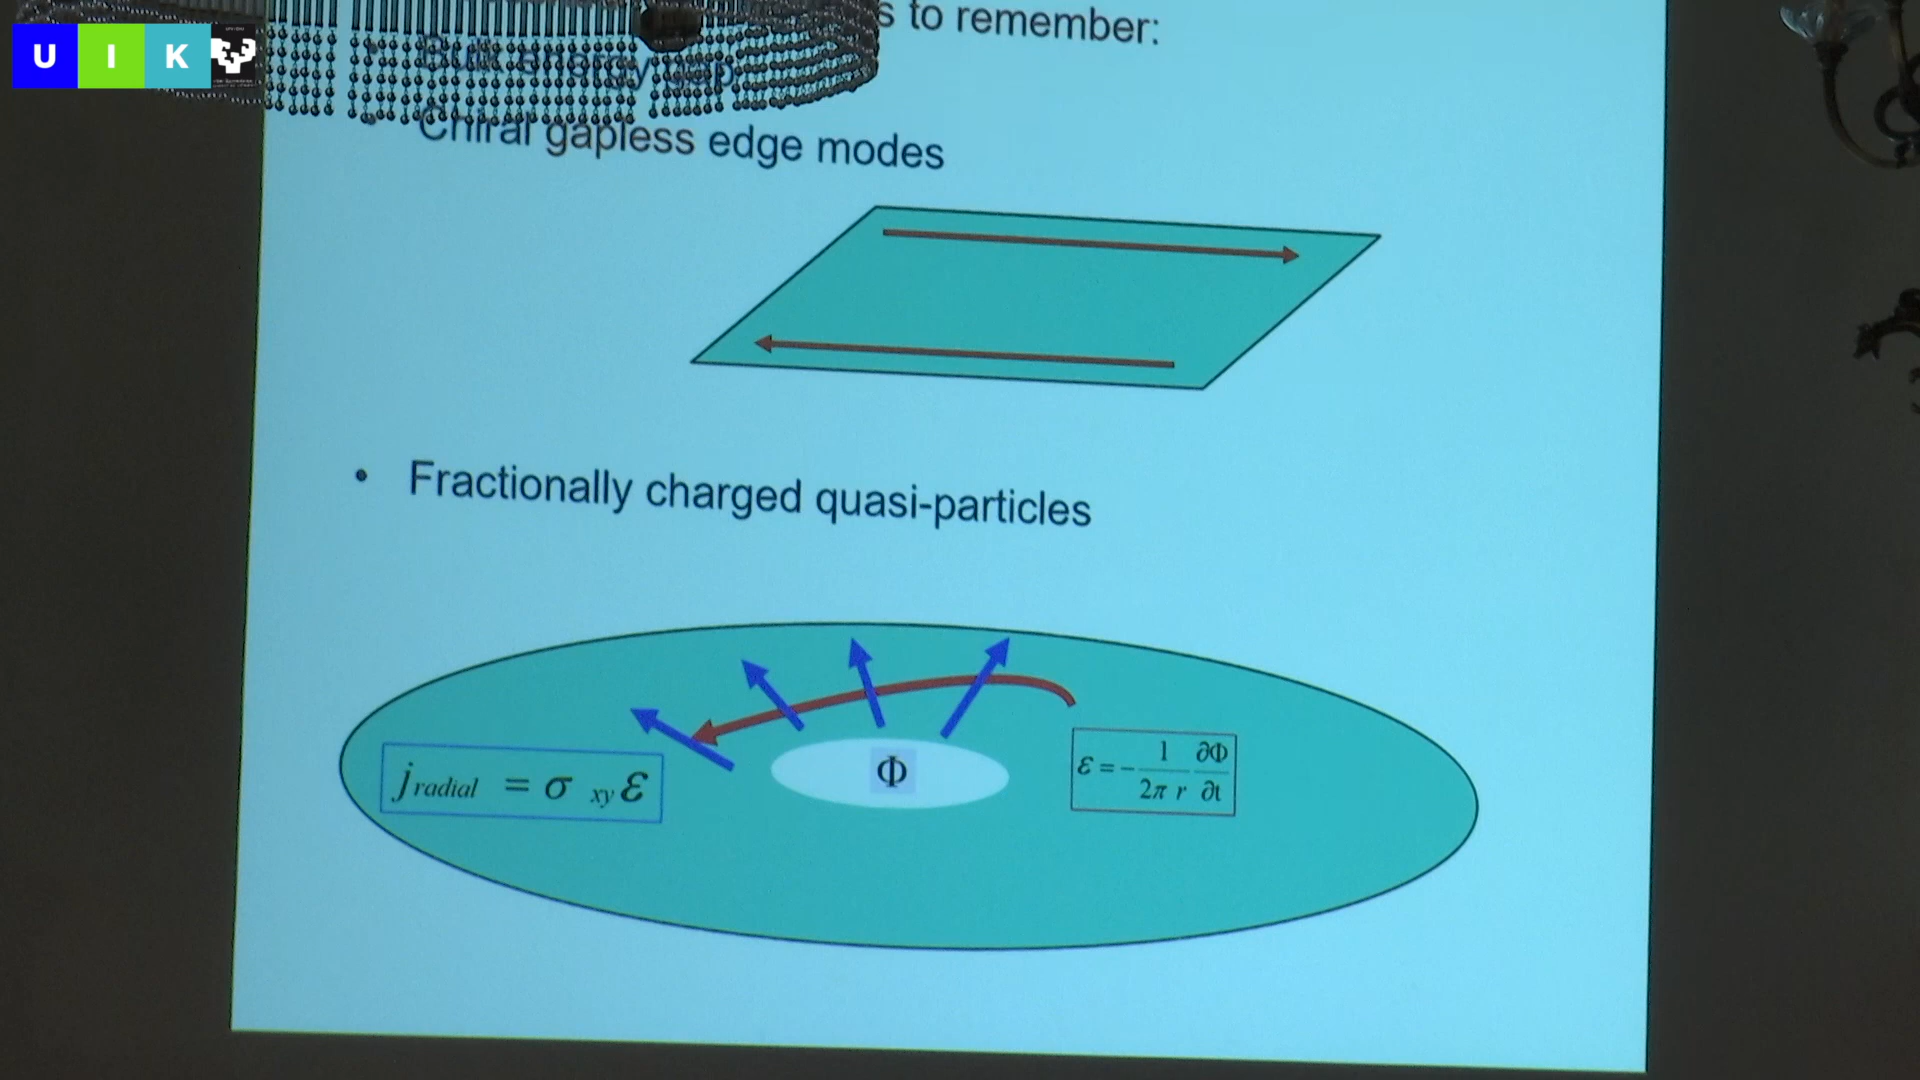 U I K
s to remember:
• Bulk energy gap
• Chiral gapless edge modes
• Fractionally charged quasi-particles
Φ
j radial = σ xy ℰ
ℰ = - 1/2π r ∂Φ/∂t